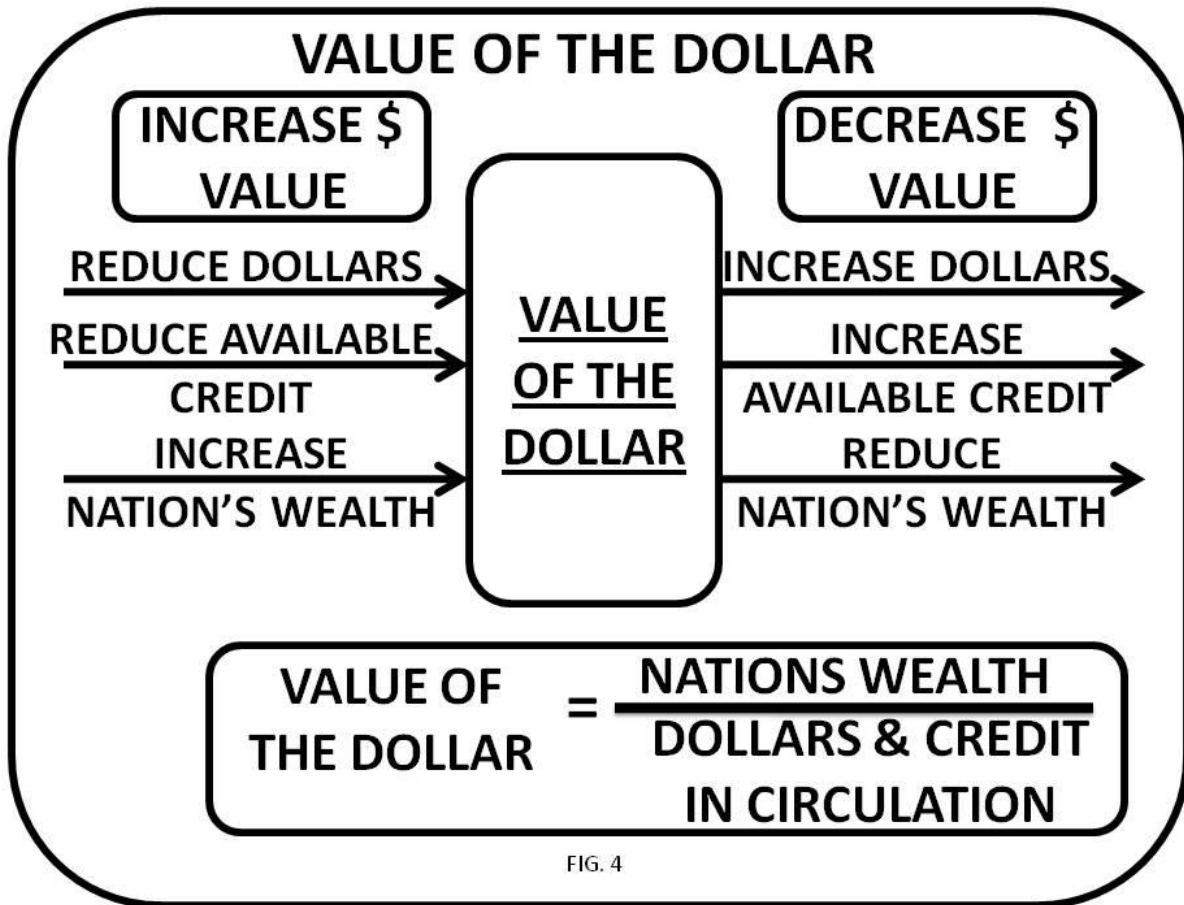 VALUE OF THE DOLLAR
INCREASE $
VALUE
REDUCE DOLLARS
REDUCE AVAILABLE
CREDIT
INCREASE
NATION'S WEALTH
VALUE
OF THE
DOLLAR
DECREASE $
VALUE
INCREASE DOLLARS
INCREASE
AVAILABLE CREDIT
REDUCE
NATION'S WEALTH
VALUE OF
THE DOLLAR
=
NATIONS WEALTH
DOLLARS & CREDIT
IN CIRCULATION
FIG. 4